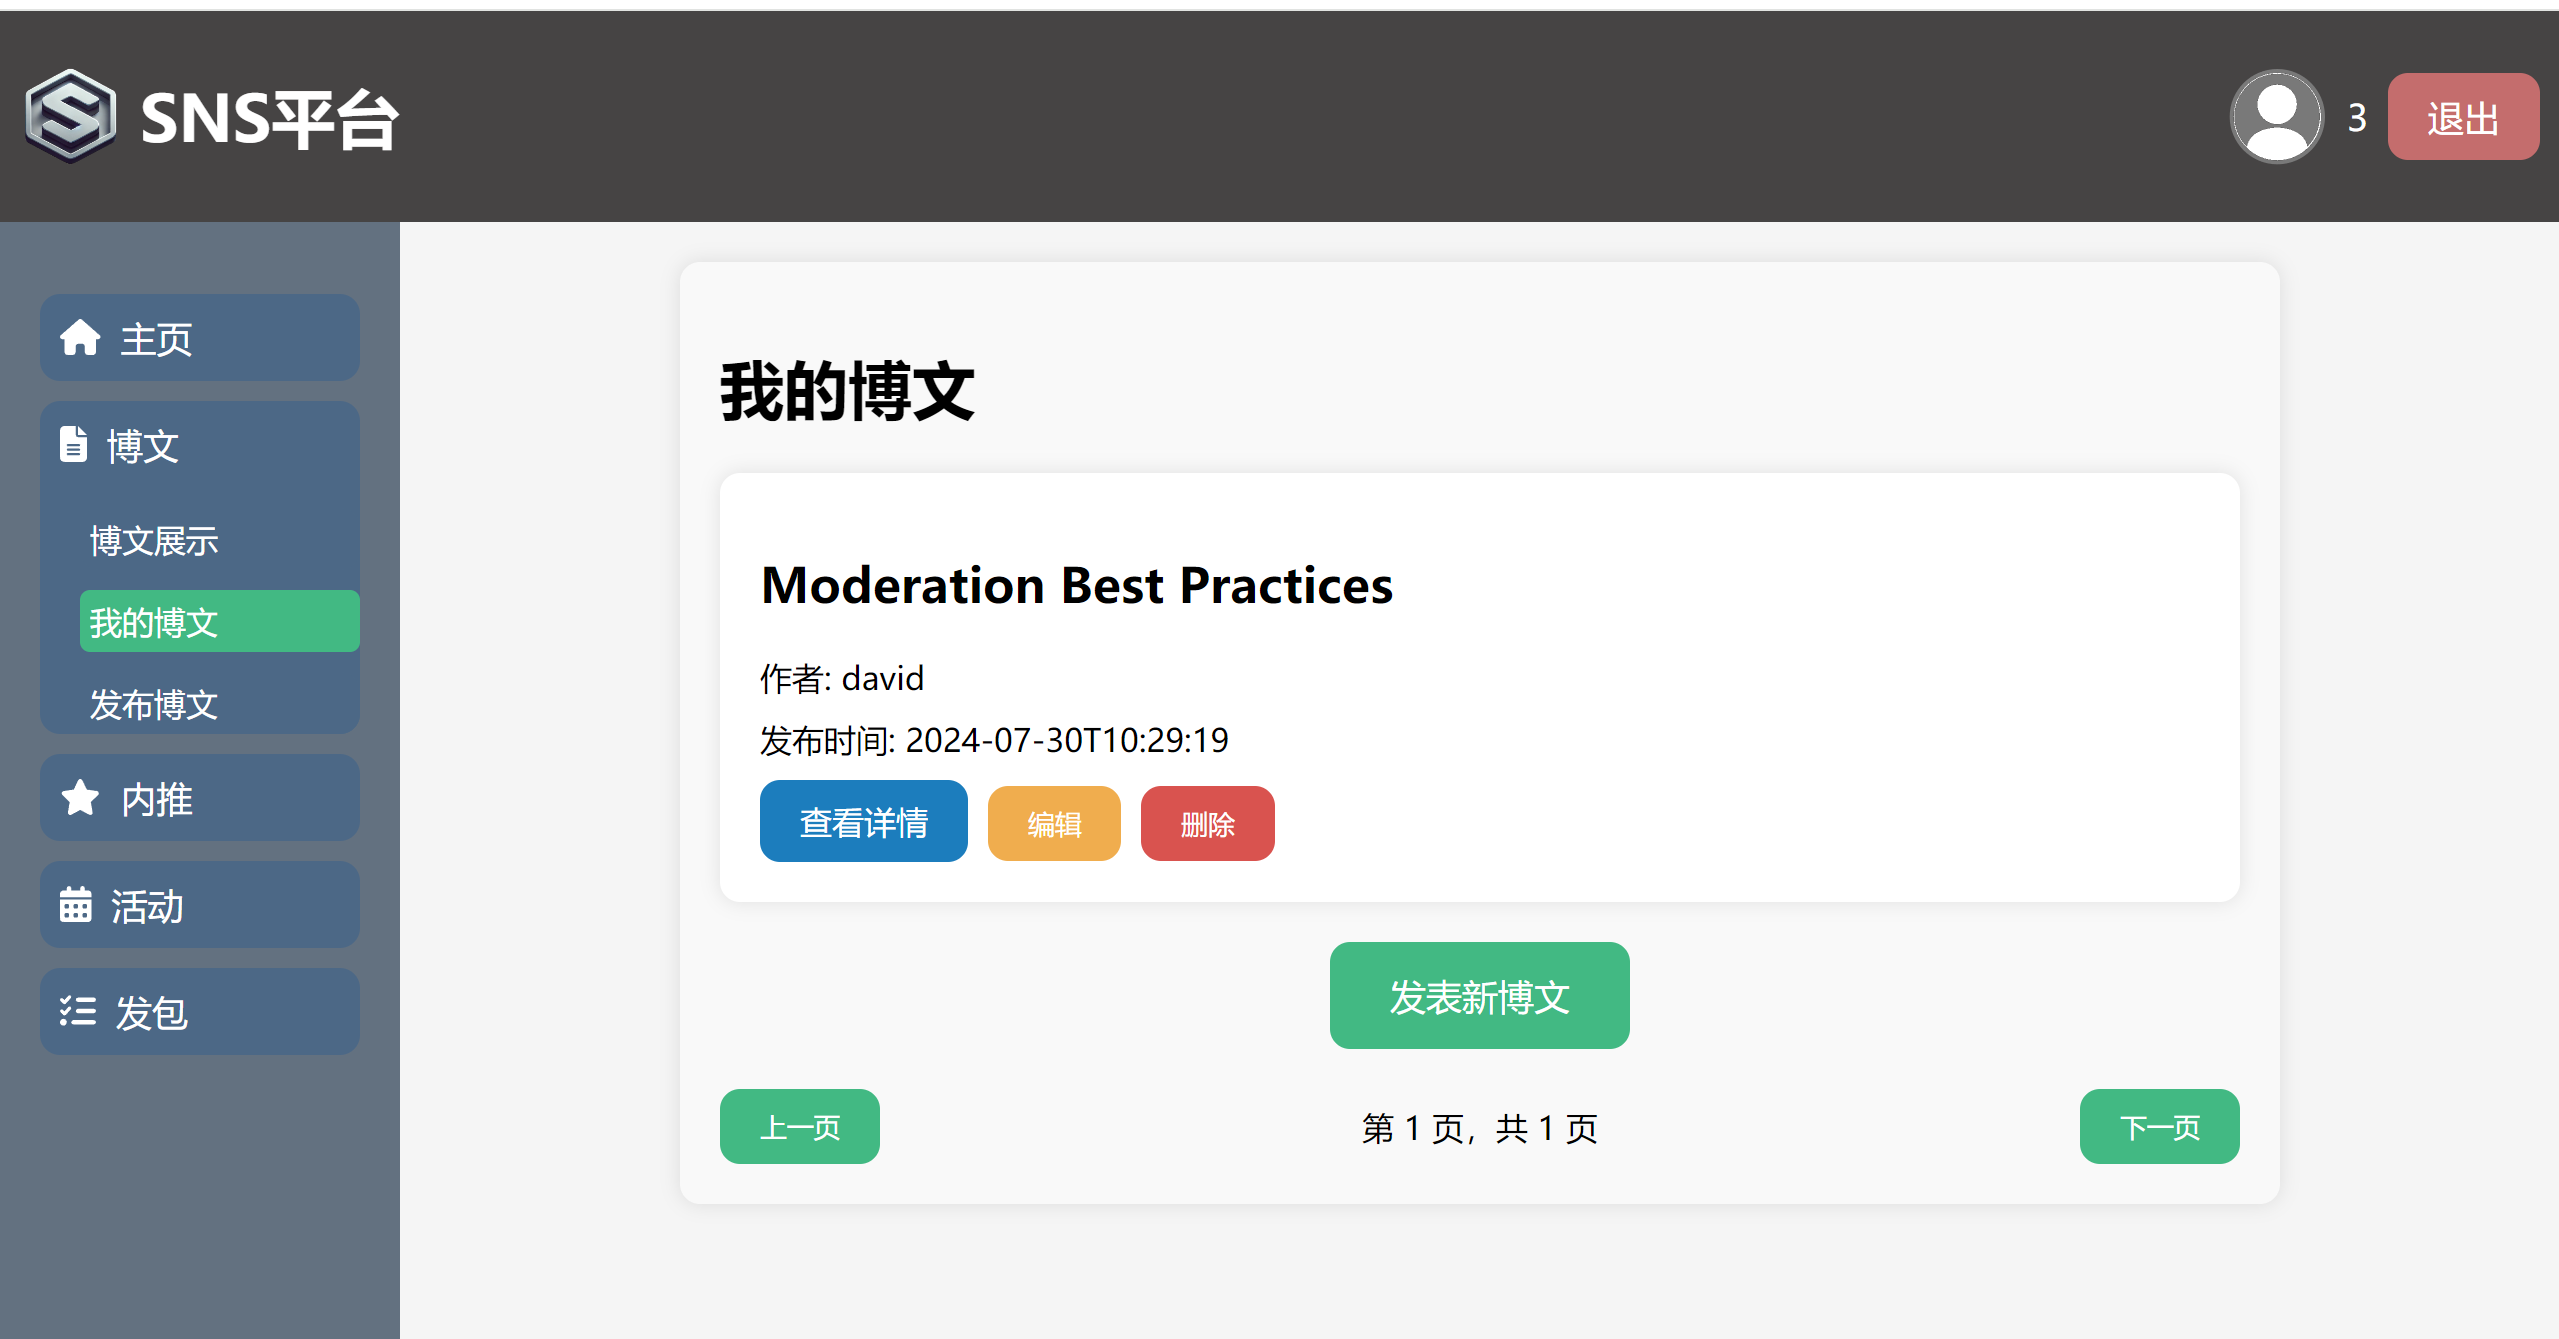 SNS平台
3
退出
主页
博文
博文展示
我的博文
发布博文
内推
活动
发包
我的博文
Moderation Best Practices
作者: david
发布时间: 2024-07-30T10:29:19
查看详情 编辑 删除
发表新博文
上一页 第 1 页，共 1 页 下一页